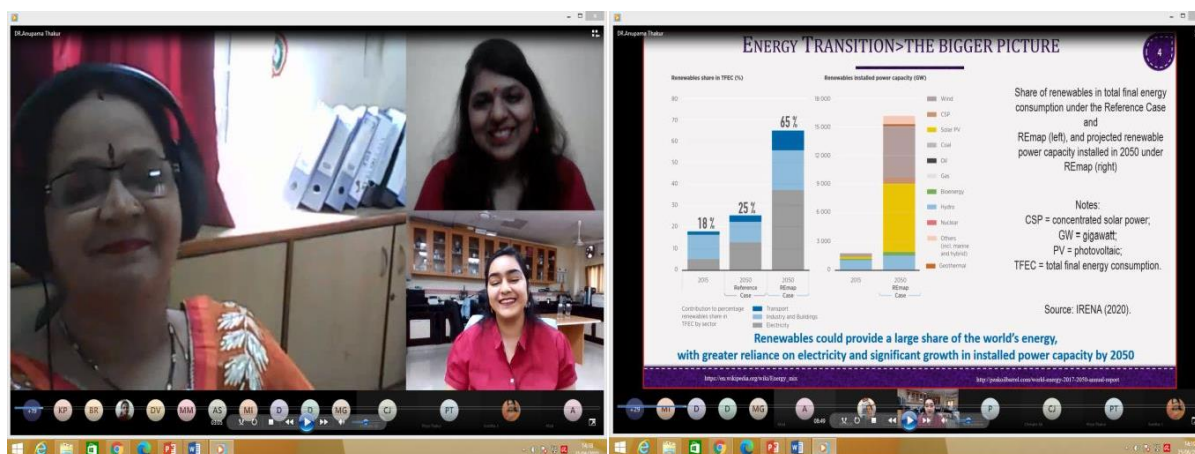 DR.Anupama Thakur
+19 KP BR DV MM AS MI D D MG CJ PT A
03:05
DR.Anupama Thakur
ENERGY TRANSITION>THE BIGGER PICTURE
4
Renewables share in TFEC (%)
80
70
60
50
40
30
20
10
0
18 %
25 %
65 %
2015
2050
Reference
Case
2050
REmap
Case
Contribution to percentage
renewables share in
TFEC by sector
Transport
Industry and Buildings
Electricity
Renewables installed power capacity (GW)
18 000
15 000
12 000
9 000
6 000
3 000
0
2015
2050
REmap
Case
Wind
CSP
Solar PV
Coal
Oil
Gas
Bioenergy
Hydro
Nuclear
Others
(incl. marine
and hybrid)
Geothermal
Share of renewables in total final energy
consumption under the Reference Case
and
REmap (left), and projected renewable
power capacity installed in 2050 under
REmap (right)
Notes:
CSP = concentrated solar power;
GW = gigawatt;
PV = photovoltaic;
TFEC = total final energy consumption.
Source: IRENA (2020).
Renewables could provide a large share of the world's energy,
with greater reliance on electricity and significant growth in installed power capacity by 2050
https://en.wikipedia.org/wiki/Energy_mix
+29 MI D D MG A P CJ PT
08:49